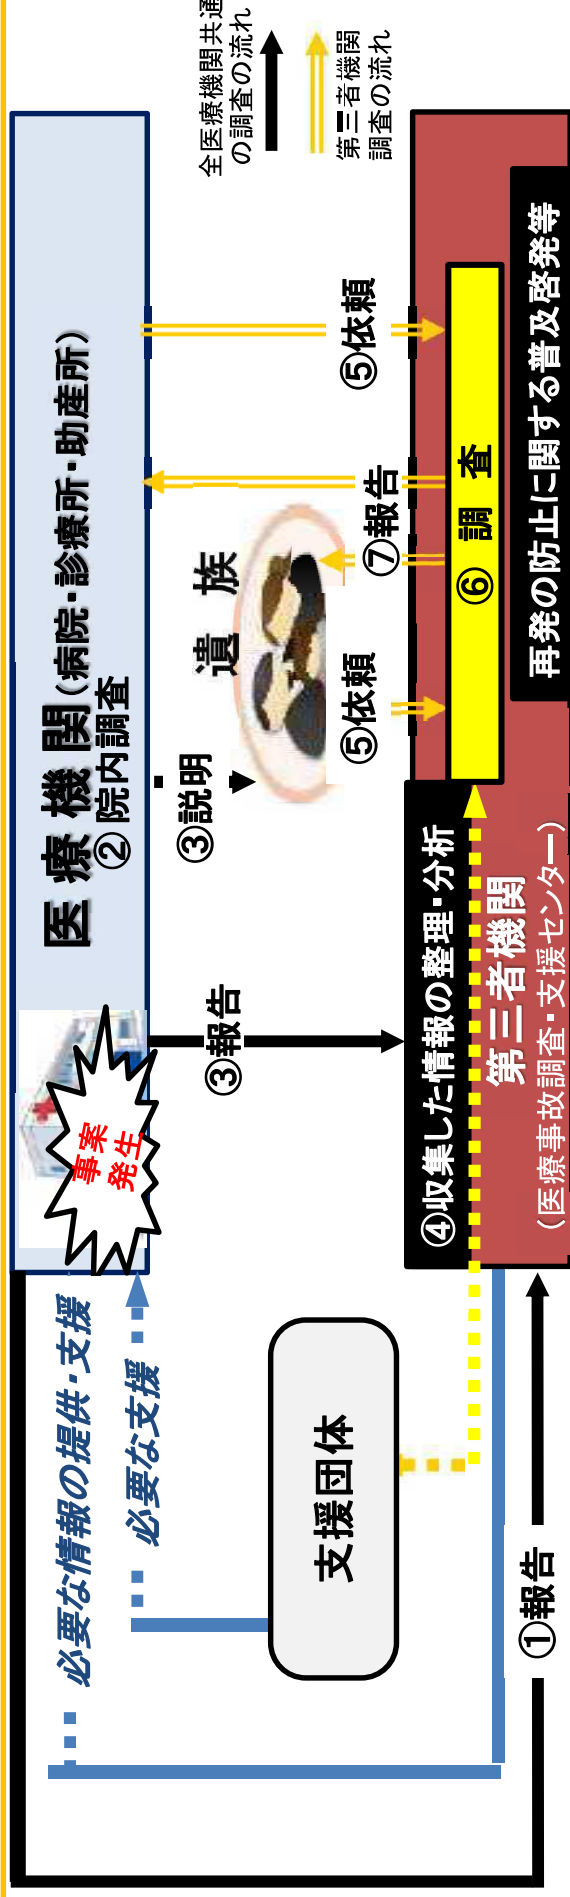 全医療機関共通
の調査の流れ
第三者機関
調査の流れ
医療機関(病院・診療所・助産所)
②院内調査
事案
発生
必要な情報の提供・支援
必要な支援
③説明
遺族
③報告
⑤依頼
⑦報告
⑤依頼
支援団体
④収集した情報の整理・分析
⑥ 調 査
第三者機関
(医療事故調査・支援センター)
再発の防止に関する普及啓発等
①報告